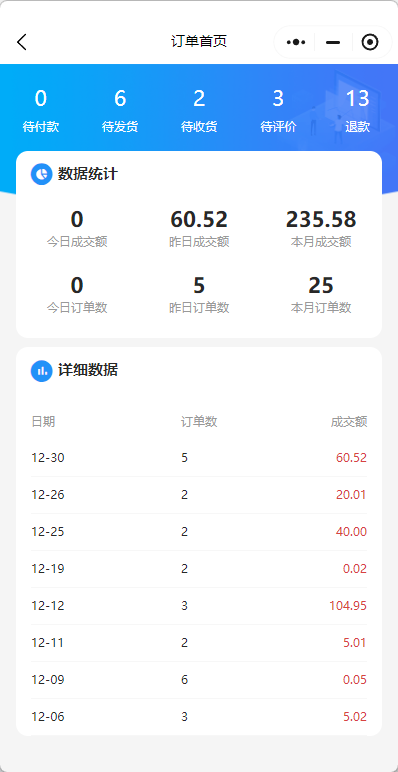 订单首页
0 6 2 3 13
待付款 待发货 待收货 待评价 退款
数据统计
0 60.52 235.58
今日成交额 昨日成交额 本月成交额
0 5 25
今日订单数 昨日订单数 本月订单数
详细数据
日期 订单数 成交额
12-30 5 60.52
12-26 2 20.01
12-25 2 40.00
12-19 2 0.02
12-12 3 104.95
12-11 2 5.01
12-09 6 0.05
12-06 3 5.02